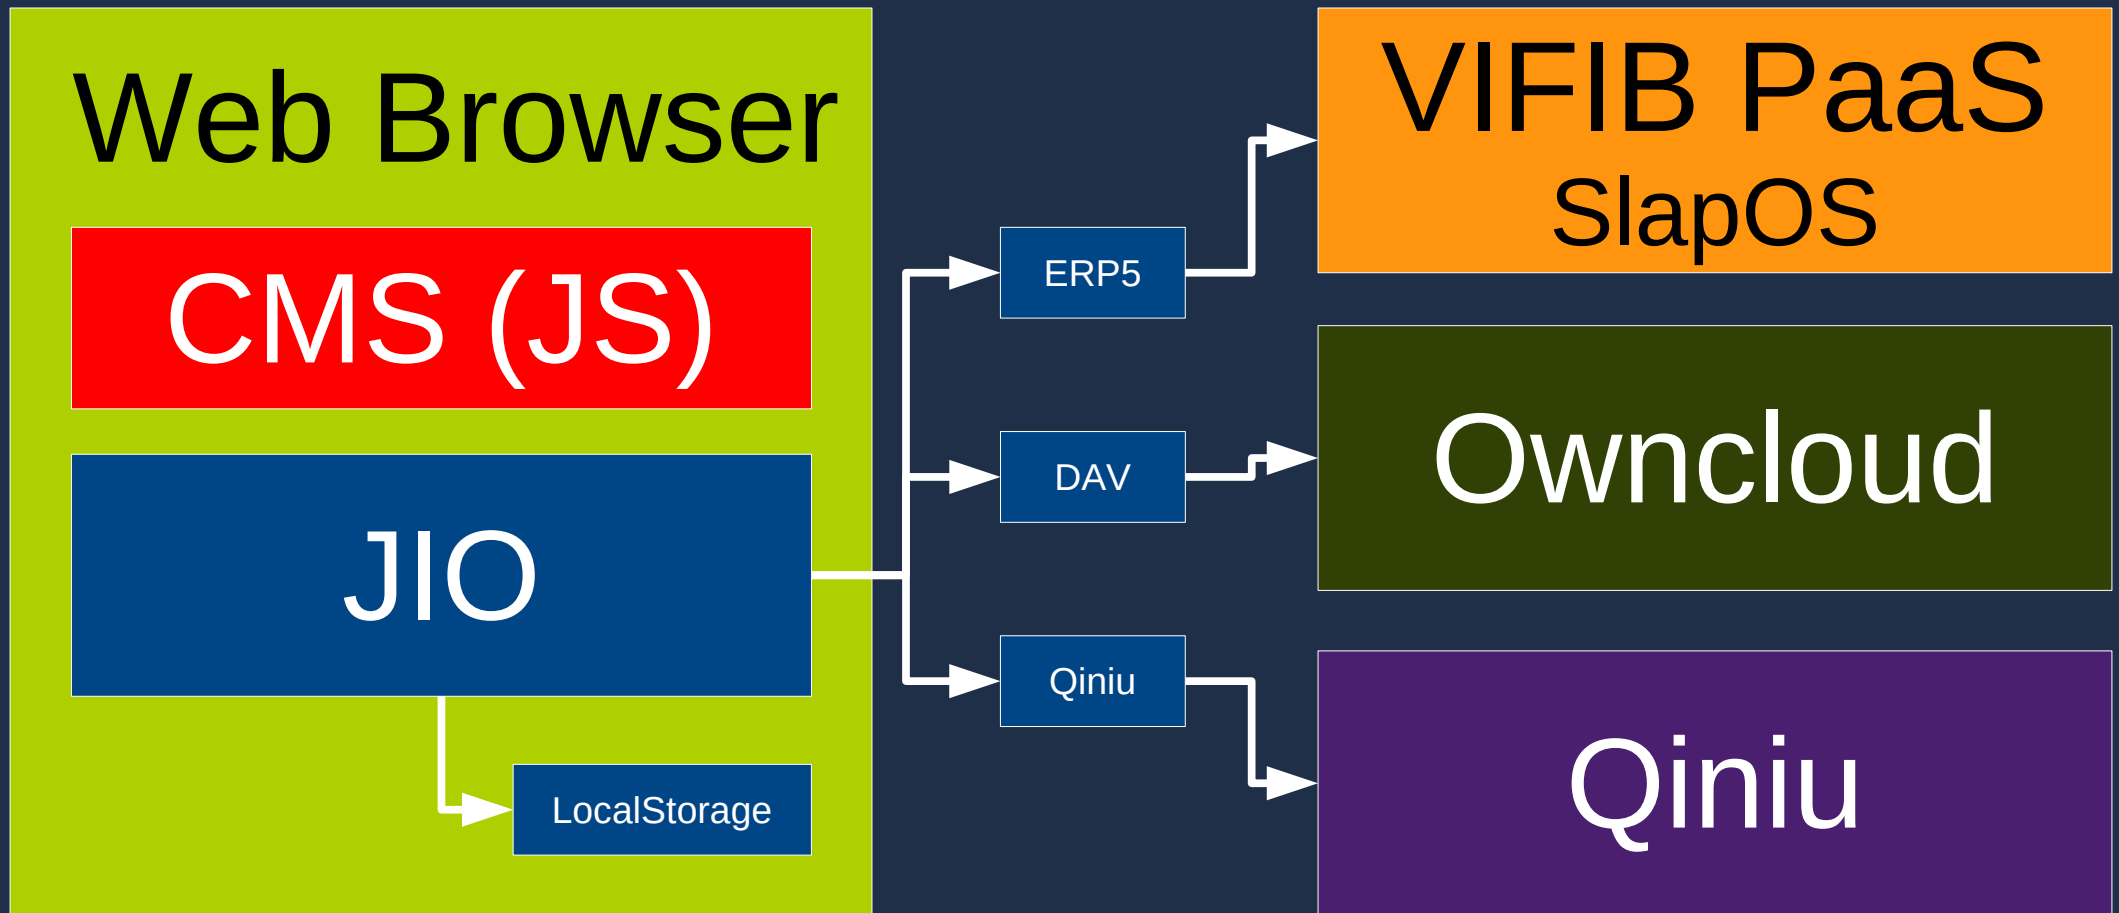 Web Browser
CMS (JS)
JIO
LocalStorage
ERP5
DAV
Qiniu
VIFIB PaaS
SlapOS
Owncloud
Qiniu